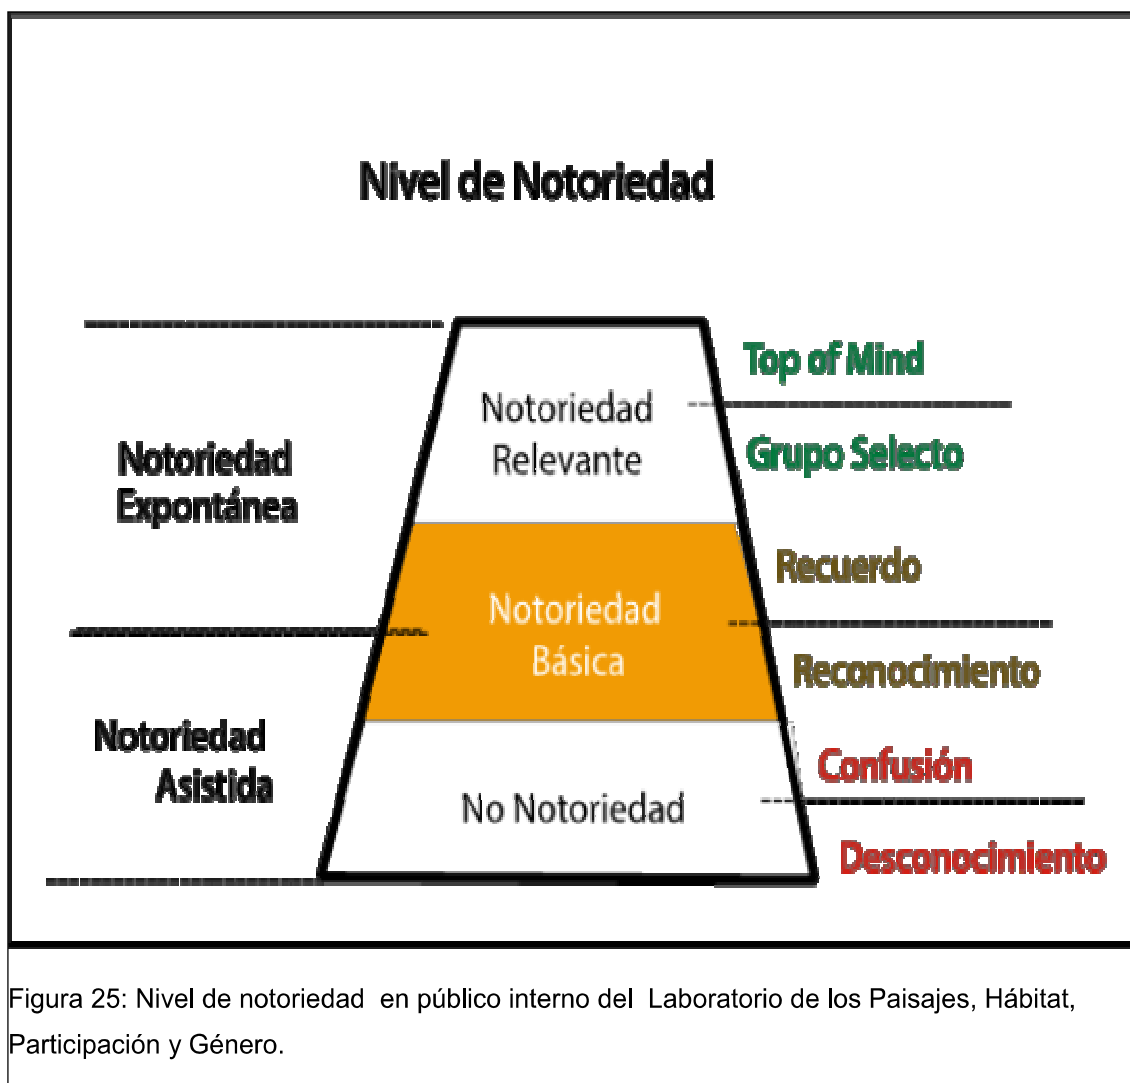 Nivel de Notoriedad
Top of Mind
Notoriedad
Relevante
Grupo Selecto
Notoriedad
Expontánea
Recuerdo
Notoriedad
Básica
Reconocimiento
Notoriedad
Asistida
Confusión
No Notoriedad
Desconocimiento
Figura 25: Nivel de notoriedad en público interno del Laboratorio de los Paisajes, Hábitat,
Participación y Género.